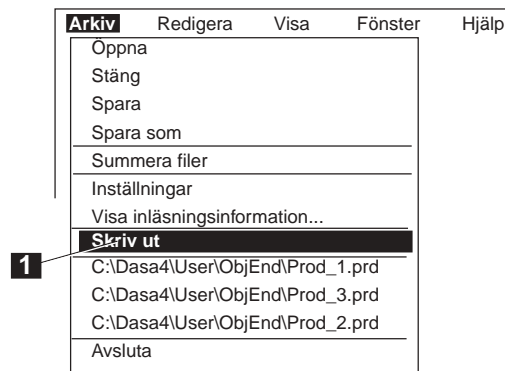 Arkiv Redigera Visa Fönster Hjälp
Öppna
Stäng
Spara
Spara som
Summera filer
Inställningar
Visa inläsningsinformation...
1 Skriv ut
C:\Dasa4\User\ObjEnd\Prod_1.prd
C:\Dasa4\User\ObjEnd\Prod_3.prd
C:\Dasa4\User\ObjEnd\Prod_2.prd
Avsluta